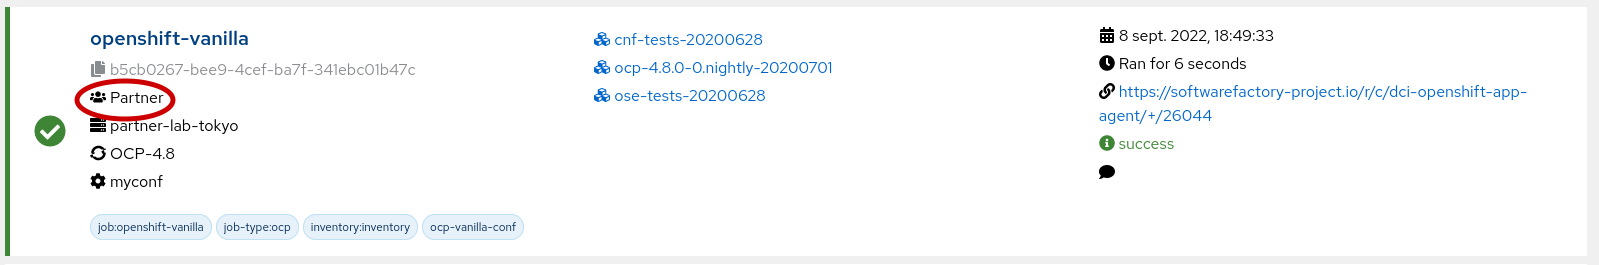 openshift-vanilla
b5cb0267-bee9-4cef-ba7f-341ebc01b47c
Partner
partner-lab-tokyo
OCP-4.8
myconf
job:openshift-vanilla job-type:ocp inventory:inventory ocp-vanilla-conf
cnf-tests-20200628
ocp-4.8.0-0.nightly-20200701
ose-tests-20200628
8 sept. 2022, 18:49:33
Ran for 6 seconds
https://softwarefactory-project.io/r/c/dci-openshift-app-
agent/+/26044
success